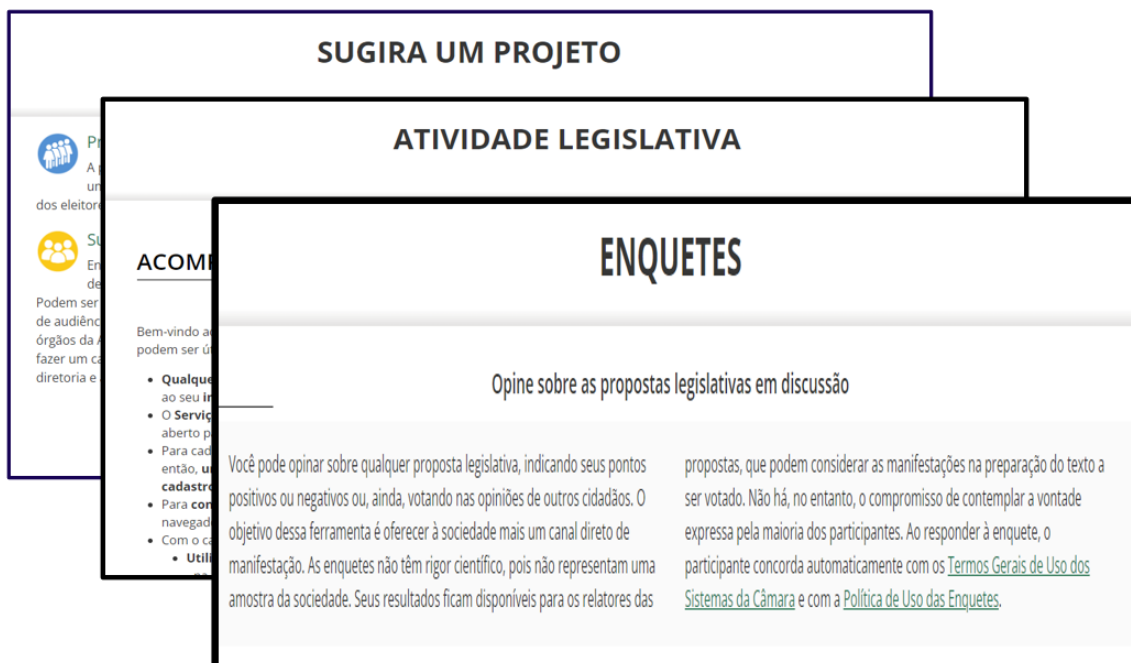 SUGIRA UM PROJETO
A
dos eleitore
Podem ser
de audiênc
órgãos da
fazer um ca
diretoria e
ATIVIDADE LEGISLATIVA
ACOM
Bem-vindo a
podem ser ú
• Qualque
ao seu i
• O Serviç
aberto p
• Para cad
então, u
cadastro
• Para con
navegad
• Com o ca
• Utili
ENQUETES
Opine sobre as propostas legislativas em discussão
Você pode opinar sobre qualquer proposta legislativa, indicando seus pontos
positivos ou negativos ou, ainda, votando nas opiniões de outros cidadãos. O
objetivo dessa ferramenta é oferecer à sociedade mais um canal direto de
manifestação. As enquetes não têm rigor científico, pois não representam uma
amostra da sociedade. Seus resultados ficam disponíveis para os relatores das
propostas, que podem considerar as manifestações na preparação do texto a
ser votado. Não há, no entanto, o compromisso de contemplar a vontade
expressa pela maioria dos participantes. Ao responder à enquete, o
participante concorda automaticamente com os Termos Gerais de Uso dos
Sistemas da Câmara e com a Política de Uso das Enquetes.